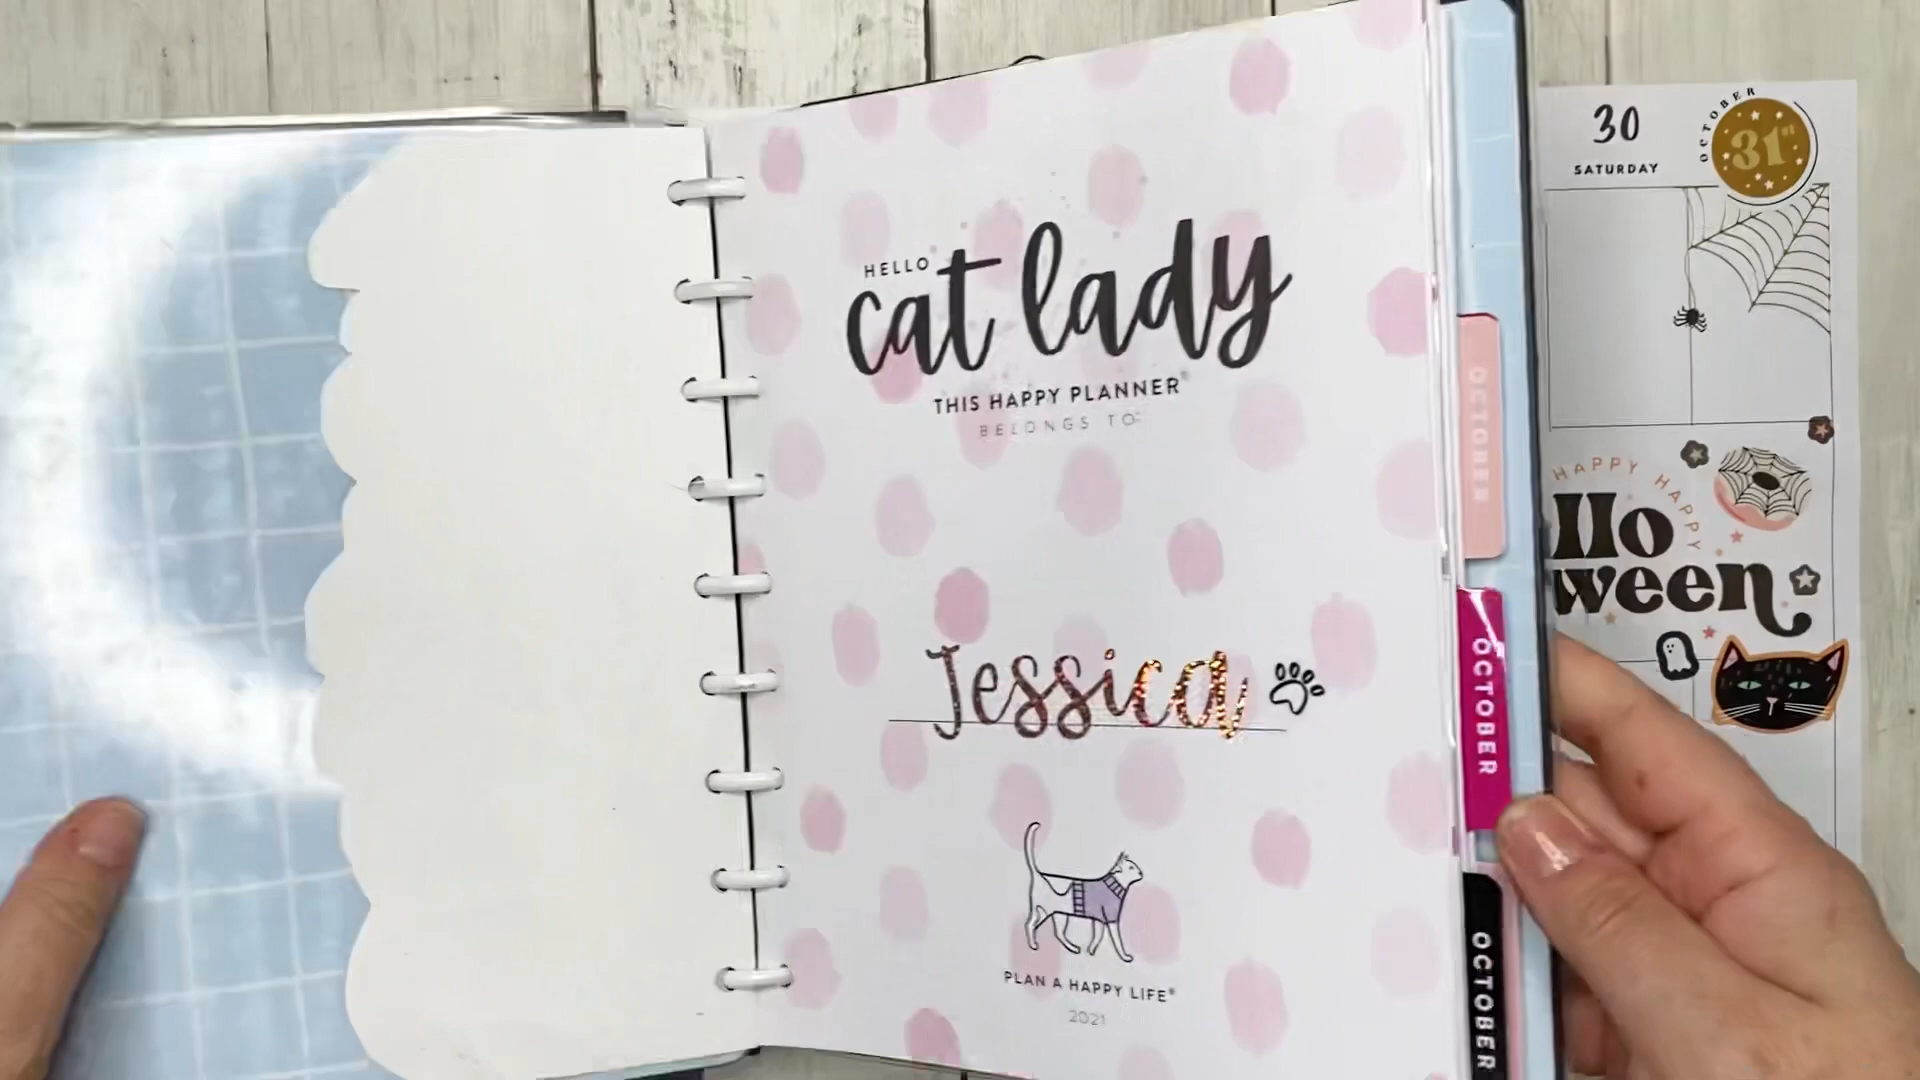 HELLO
cat lady
THIS HAPPY PLANNER®
BELONGS TO:
Jessica
PLAN A HAPPY LIFE®
2021
OCTOBER
OCTOBER
OCTOBER
30
SATURDAY
OCTOBER
31st
HAPPY HAPPY
llo
ween